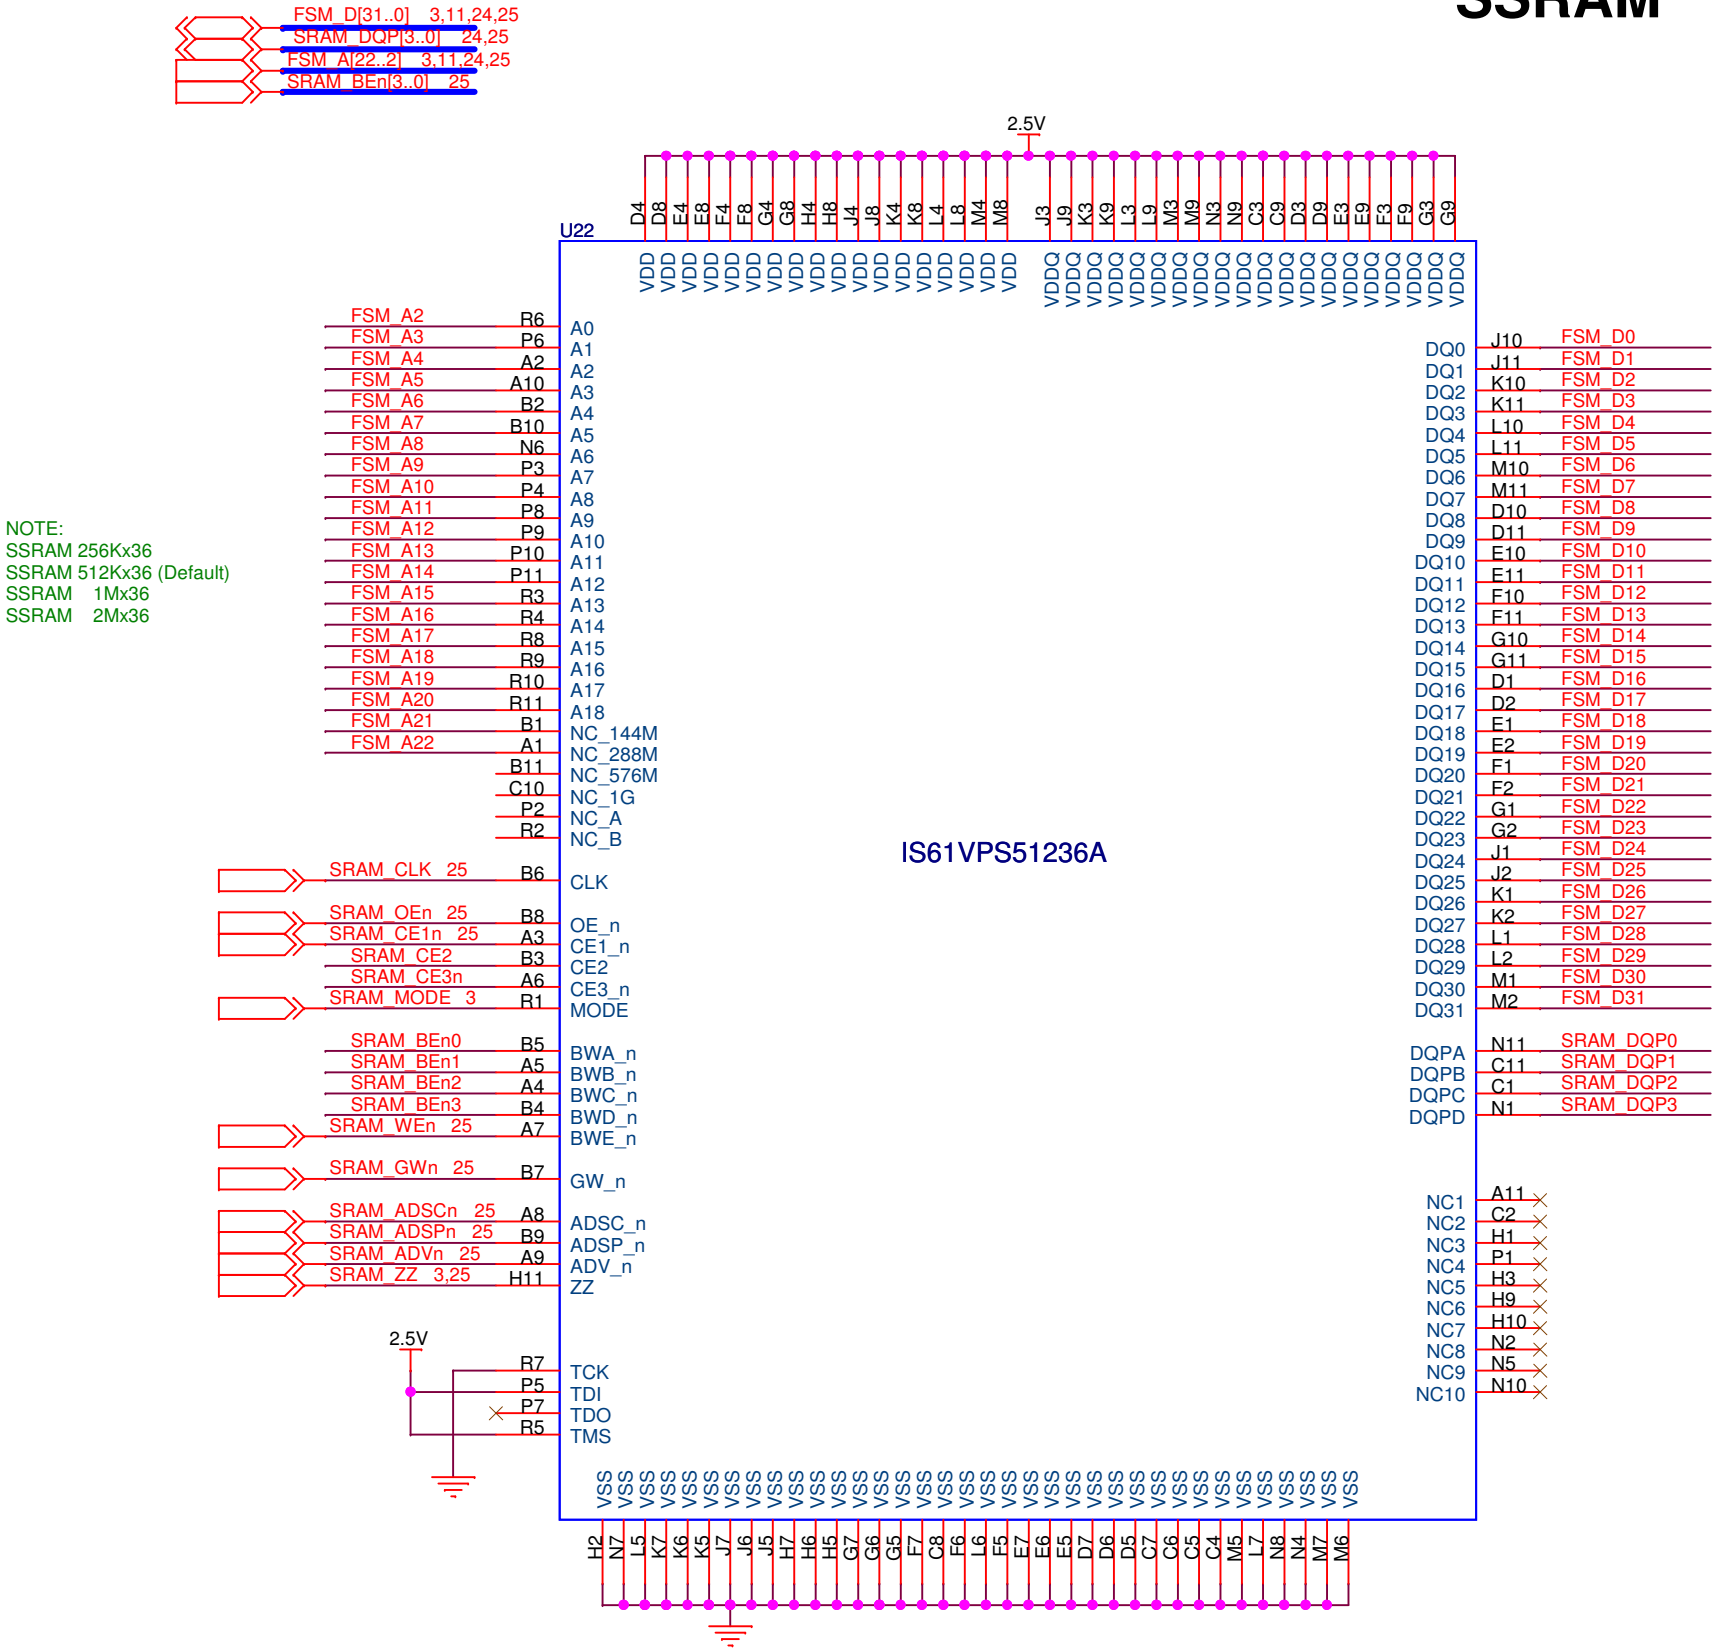 SSRAM
FSM_D[31..0] 3,11,24,25
SRAM_DQP[3..0] 24,25
FSM_A[22..2] 3,11,24,25
SRAM_BEn[3..0] 25
2.5V
D4 D8 E4 E8 F4 F8 G4 G8 H4 H8 J4 J8 K4 K8 L4 L8 M4 M8 J3 J9 K3 K9 L3 L9 M3 M9 N3 N9 C3 C9 D3 D9 E3 E9 F3 F9 G3 G9
U22
VDD VDD VDD VDD VDD VDD VDD VDD VDD VDD VDD VDD VDD VDD VDD VDD VDD VDD VDDQ VDDQ VDDQ VDDQ VDDQ VDDQ VDDQ VDDQ VDDQ VDDQ VDDQ VDDQ VDDQ VDDQ VDDQ VDDQ VDDQ VDDQ VDDQ VDDQ
FSM_A2 R6 A0
FSM_A3 P6 A1
FSM_A4 A2 A2
FSM_A5 A10 A3
FSM_A6 B2 A4
FSM_A7 B10 A5
FSM_A8 N6 A6
FSM_A9 P3 A7
FSM_A10 P4 A8
FSM_A11 P8 A9
FSM_A12 P9 A10
FSM_A13 P10 A11
FSM_A14 P11 A12
FSM_A15 R3 A13
FSM_A16 R4 A14
FSM_A17 R8 A15
FSM_A18 R9 A16
FSM_A19 R10 A17
FSM_A20 R11 A18
FSM_A21 B1 NC_144M
FSM_A22 A1 NC_288M
B11 NC_576M
C10 NC_1G
P2 NC_A
R2 NC_B
NOTE:
SSRAM 256Kx36
SSRAM 512Kx36 (Default)
SSRAM 1Mx36
SSRAM 2Mx36
SRAM_CLK 25 B6 CLK
SRAM_OEn 25 B8 OE_n
SRAM_CE1n 25 A3 CE1_n
SRAM_CE2 B3 CE2
SRAM_CE3n A6 CE3_n
SRAM_MODE 3 R1 MODE
SRAM_BEn0 B5 BWA_n
SRAM_BEn1 A5 BWB_n
SRAM_BEn2 A4 BWC_n
SRAM_BEn3 B4 BWD_n
SRAM_WEn 25 A7 BWE_n
SRAM_GWn 25 B7 GW_n
SRAM_ADSCn 25 A8 ADSC_n
SRAM_ADSPn 25 B9 ADSP_n
SRAM_ADVn 25 A9 ADV_n
SRAM_ZZ 3,25 H11 ZZ
2.5V
R7 TCK
P5 TDI
P7 TDO
R5 TMS
IS61VPS51236A
DQ0 J10 FSM_D0
DQ1 J11 FSM_D1
DQ2 K10 FSM_D2
DQ3 K11 FSM_D3
DQ4 L10 FSM_D4
DQ5 L11 FSM_D5
DQ6 M10 FSM_D6
DQ7 M11 FSM_D7
DQ8 D10 FSM_D8
DQ9 D11 FSM_D9
DQ10 E10 FSM_D10
DQ11 E11 FSM_D11
DQ12 F10 FSM_D12
DQ13 F11 FSM_D13
DQ14 G10 FSM_D14
DQ15 G11 FSM_D15
DQ16 D1 FSM_D16
DQ17 D2 FSM_D17
DQ18 E1 FSM_D18
DQ19 E2 FSM_D19
DQ20 F1 FSM_D20
DQ21 F2 FSM_D21
DQ22 G1 FSM_D22
DQ23 G2 FSM_D23
DQ24 J1 FSM_D24
DQ25 J2 FSM_D25
DQ26 K1 FSM_D26
DQ27 K2 FSM_D27
DQ28 L1 FSM_D28
DQ29 L2 FSM_D29
DQ30 M1 FSM_D30
DQ31 M2 FSM_D31
DQPA N11 SRAM_DQP0
DQPB C11 SRAM_DQP1
DQPC C1 SRAM_DQP2
DQPD N1 SRAM_DQP3
NC1 A11
NC2 C2
NC3 H1
NC4 P1
NC5 H3
NC6 H9
NC7 H10
NC8 N2
NC9 N5
NC10 N10
VSS VSS VSS VSS VSS VSS VSS VSS VSS VSS VSS VSS VSS VSS VSS VSS VSS VSS VSS VSS VSS VSS VSS VSS VSS VSS VSS VSS VSS VSS VSS VSS VSS VSS VSS VSS
H2 N7 L5 K7 K6 K5 J7 J6 J5 H7 H6 H5 G7 G6 G5 F7 C8 F6 L6 F5 E7 E6 E5 D7 D6 D5 C7 C6 C5 C4 M5 L7 N8 N4 M7 M6